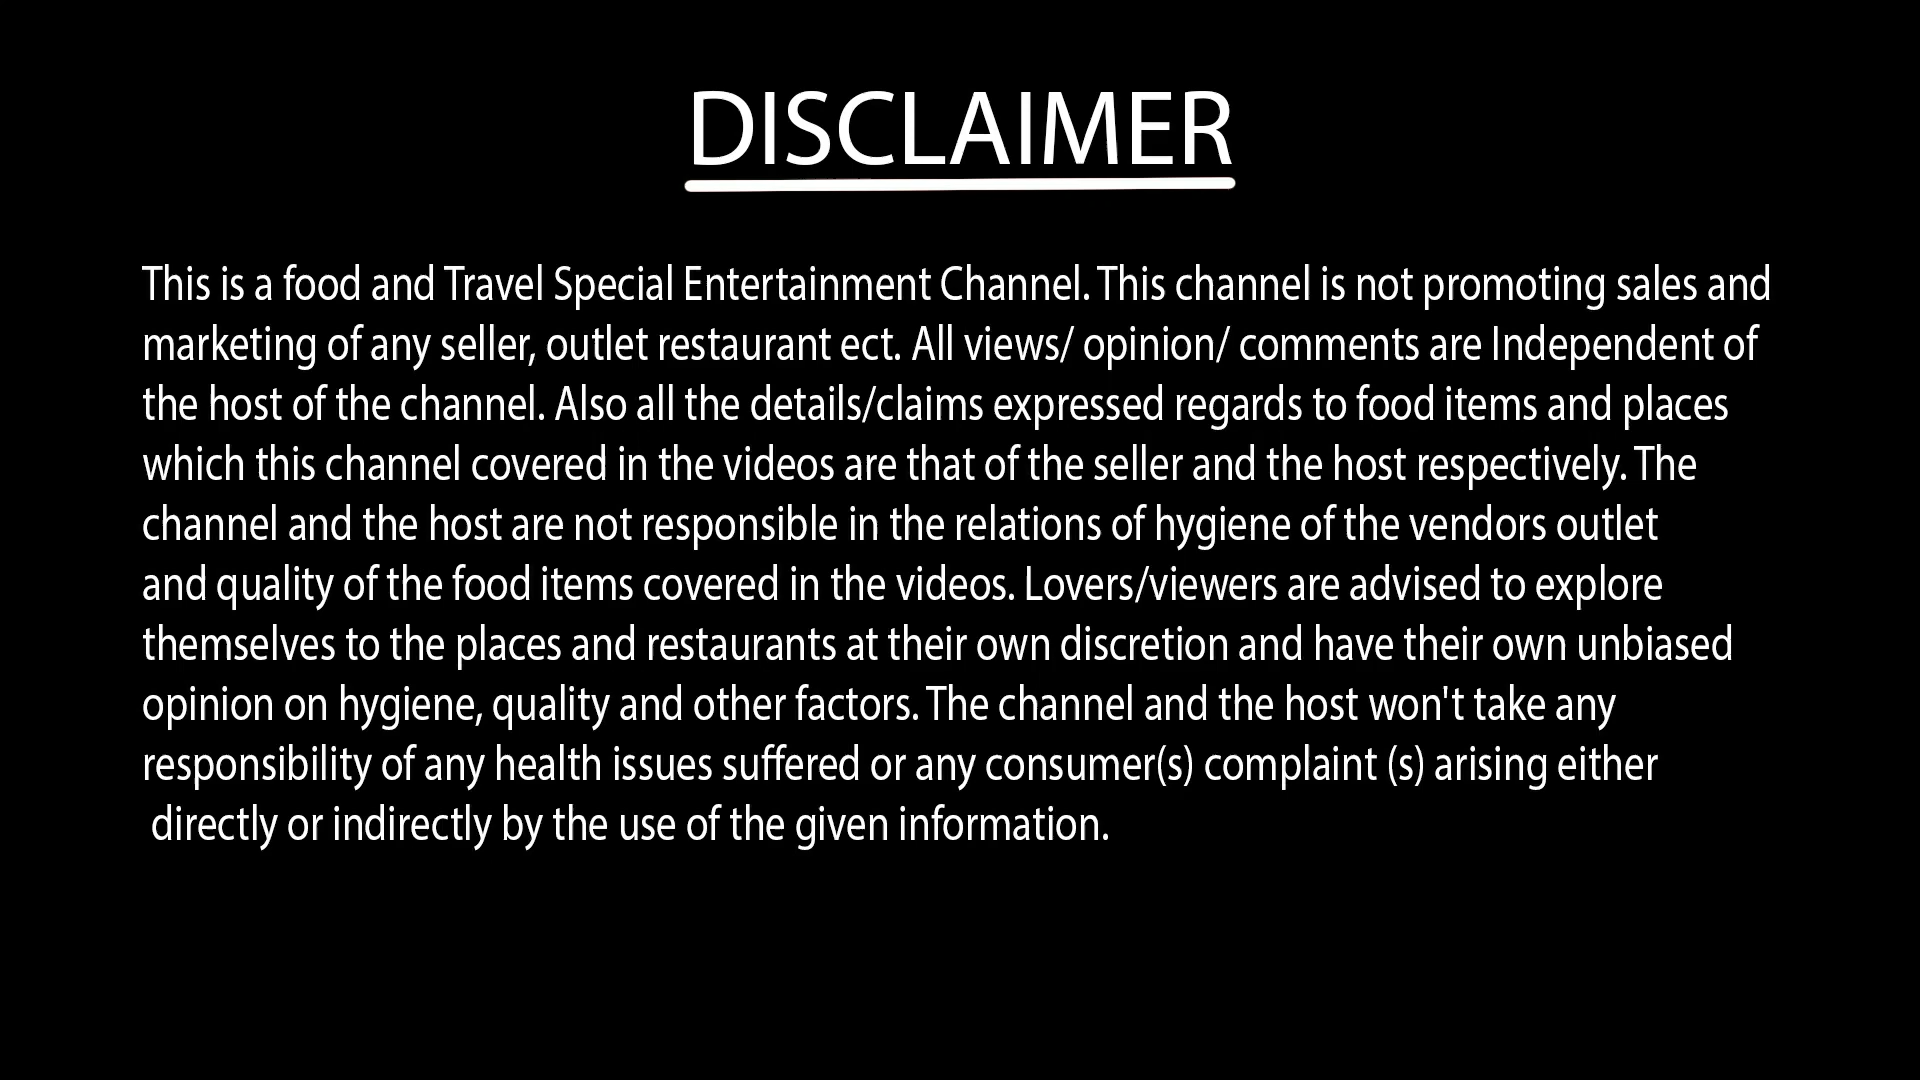 DISCLAIMER
This is a food and Travel Special Entertainment Channel. This channel is not promoting sales and
marketing of any seller, outlet restaurant ect. All views/ opinion/ comments are Independent of
the host of the channel. Also all the details/claims expressed regards to food items and places
which this channel covered in the videos are that of the seller and the host respectively. The
channel and the host are not responsible in the relations of hygiene of the vendors outlet
and quality of the food items covered in the videos. Lovers/viewers are advised to explore
themselves to the places and restaurants at their own discretion and have their own unbiased
opinion on hygiene, quality and other factors. The channel and the host won't take any
responsibility of any health issues suffered or any consumer(s) complaint (s) arising either
directly or indirectly by the use of the given information.